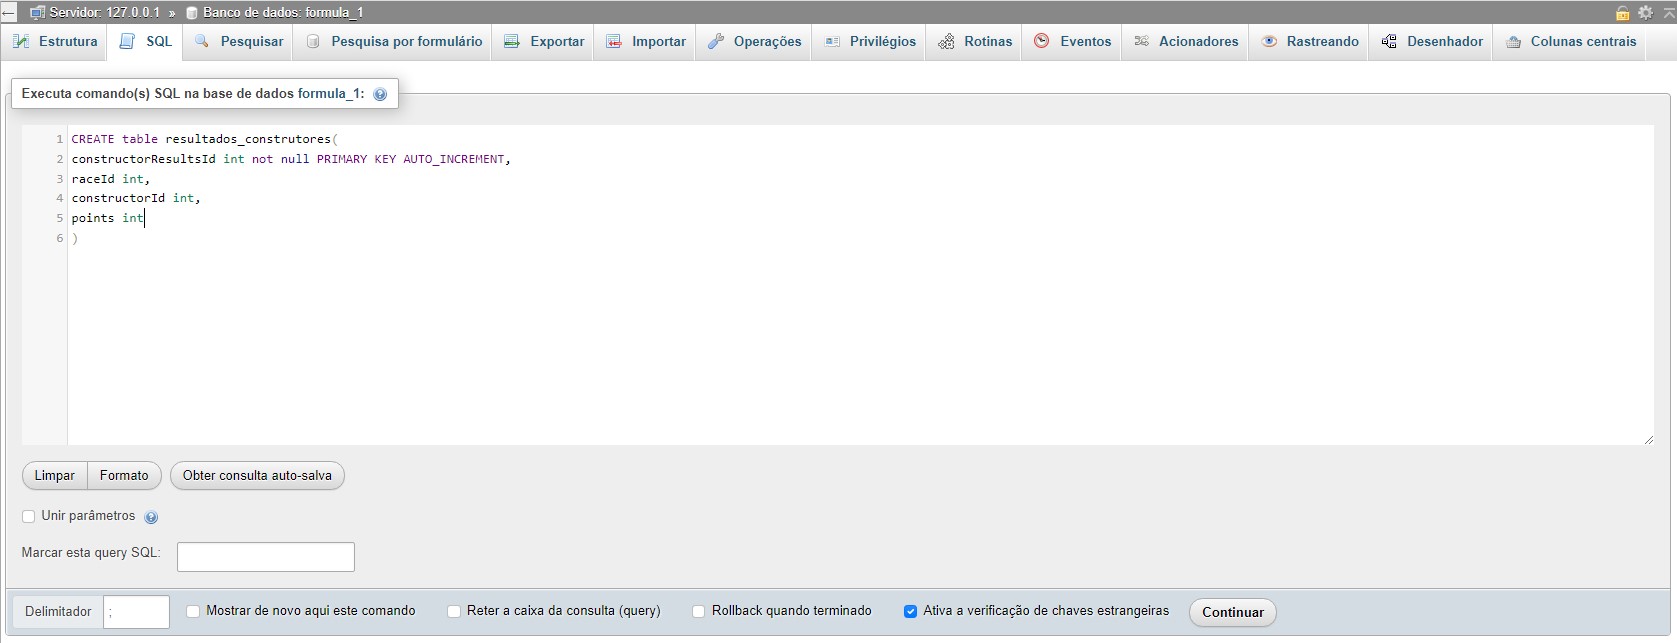 Servidor: 127.0.0.1 » Banco de dados: formula_1
Estrutura SQL Pesquisar Pesquisa por formulário Exportar Importar Operações Privilégios Rotinas Eventos Acionadores Rastreando Desenhador Colunas centrais
Executa comando(s) SQL na base de dados formula_1:
1 CREATE table resultados_construtores(
2 constructorResultsId int not null PRIMARY KEY AUTO_INCREMENT,
3 raceId int,
4 constructorId int,
5 points int
6 )
Limpar Formato Obter consulta auto-salva
Unir parâmetros
Marcar esta query SQL:
Delimitador ; Mostrar de novo aqui este comando Reter a caixa da consulta (query) Rollback quando terminado Ativa a verificação de chaves estrangeiras Continuar